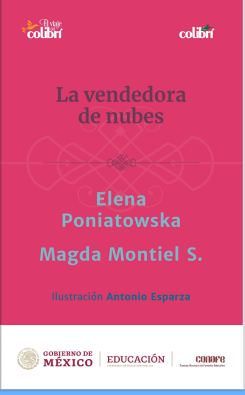 El viaje
colibrí
colibrí
La vendedora
de nubes
Elena
Poniatowska
Magda Montiel S.
Ilustración Antonio Esparza
GOBIERNO DE
MÉXICO
EDUCACIÓN
conafe